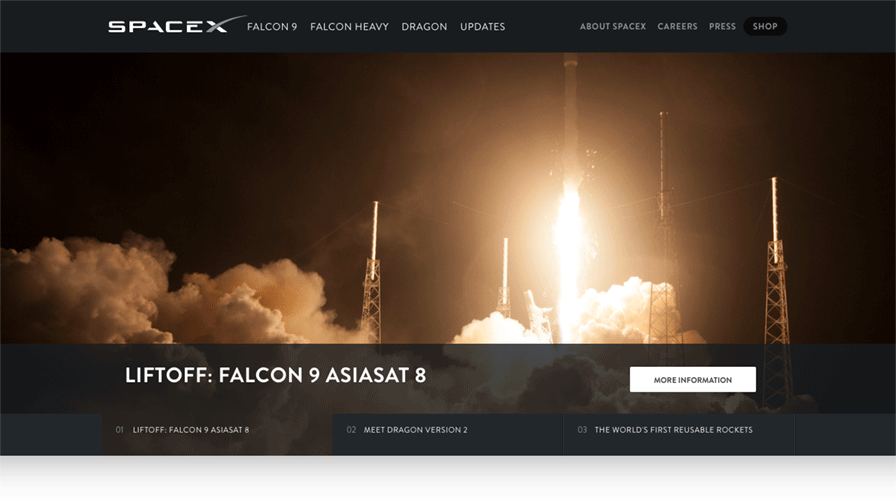 SPACEX
FALCON 9 FALCON HEAVY DRAGON UPDATES
ABOUT SPACEX CAREERS PRESS SHOP
LIFTOFF: FALCON 9 ASIASAT 8
MORE INFORMATION
01 LIFTOFF: FALCON 9 ASIASAT 8
02 MEET DRAGON VERSION 2
03 THE WORLD'S FIRST REUSABLE ROCKETS